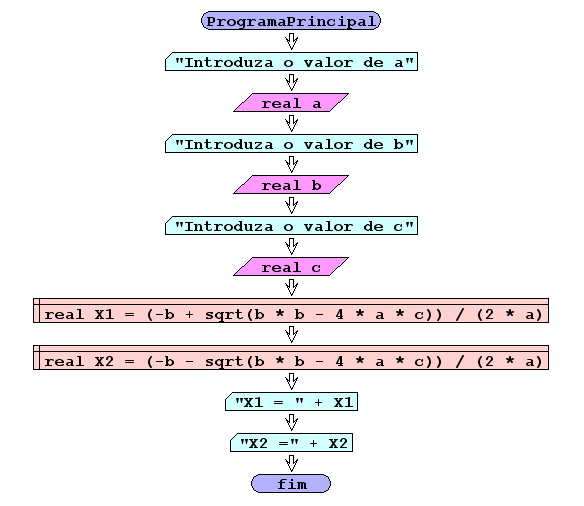 ProgramaPrincipal
"Introduza o valor de a"
real a
"Introduza o valor de b"
real b
"Introduza o valor de c"
real c
real X1 = (-b + sqrt(b * b - 4 * a * c)) / (2 * a)
real X2 = (-b - sqrt(b * b - 4 * a * c)) / (2 * a)
"X1 = " + X1
"X2 =" + X2
fim